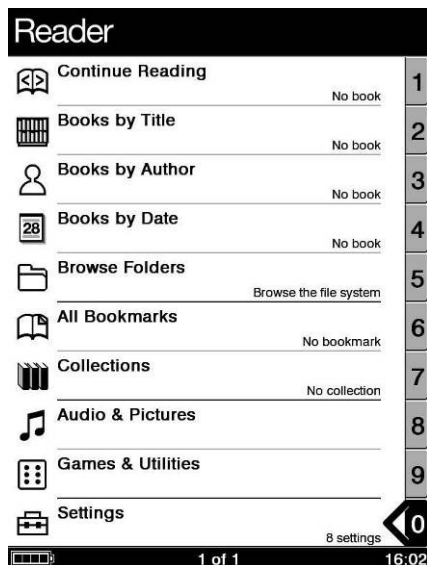 Reader
Continue Reading
1
No book
Books by Title
2
No book
Books by Author
3
No book
28
Books by Date
4
No book
Browse Folders
5
Browse the file system
All Bookmarks
6
No bookmark
Collections
7
No collection
Audio & Pictures
8
Games & Utilities
9
Settings
0
8 settings
1 of 1
16:02